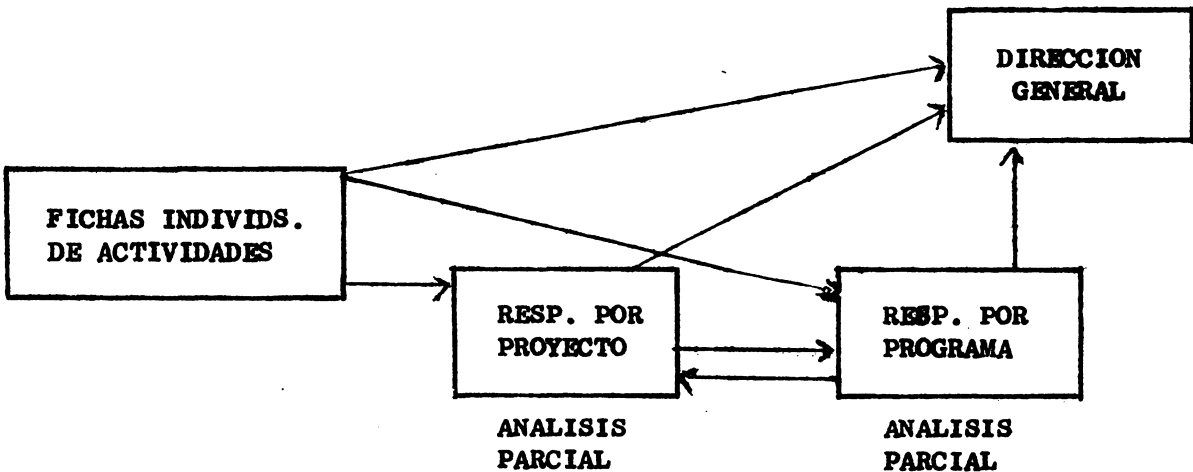 DIRECCION
GENERAL
FICHAS INDIVIDS.
DE ACTIVIDADES
RESP. POR
PROYECTO
RESP. POR
PROGRAMA
ANALISIS
PARCIAL
ANALISIS
PARCIAL